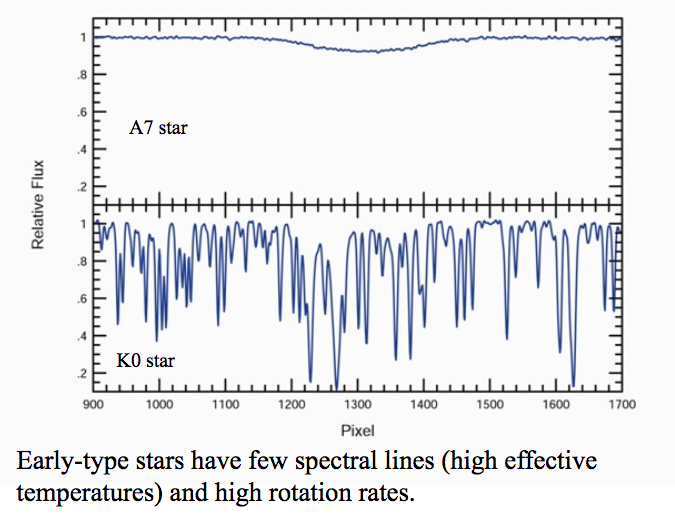 1
.8
.6
.4
.2
A7 star
Relative Flux
1
.8
.6
.4
.2
K0 star
900 1000 1100 1200 1300 1400 1500 1600 1700
Pixel
Early-type stars have few spectral lines (high effective
temperatures) and high rotation rates.